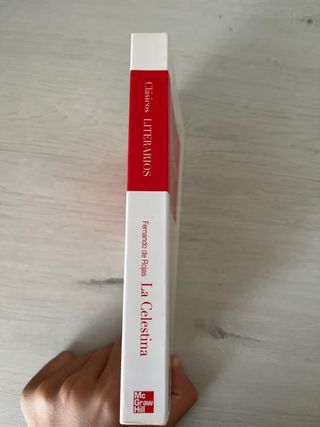 Clásicos LITERARIOS
Fernando de Rojas La Celestina
Mc
Graw
Hill